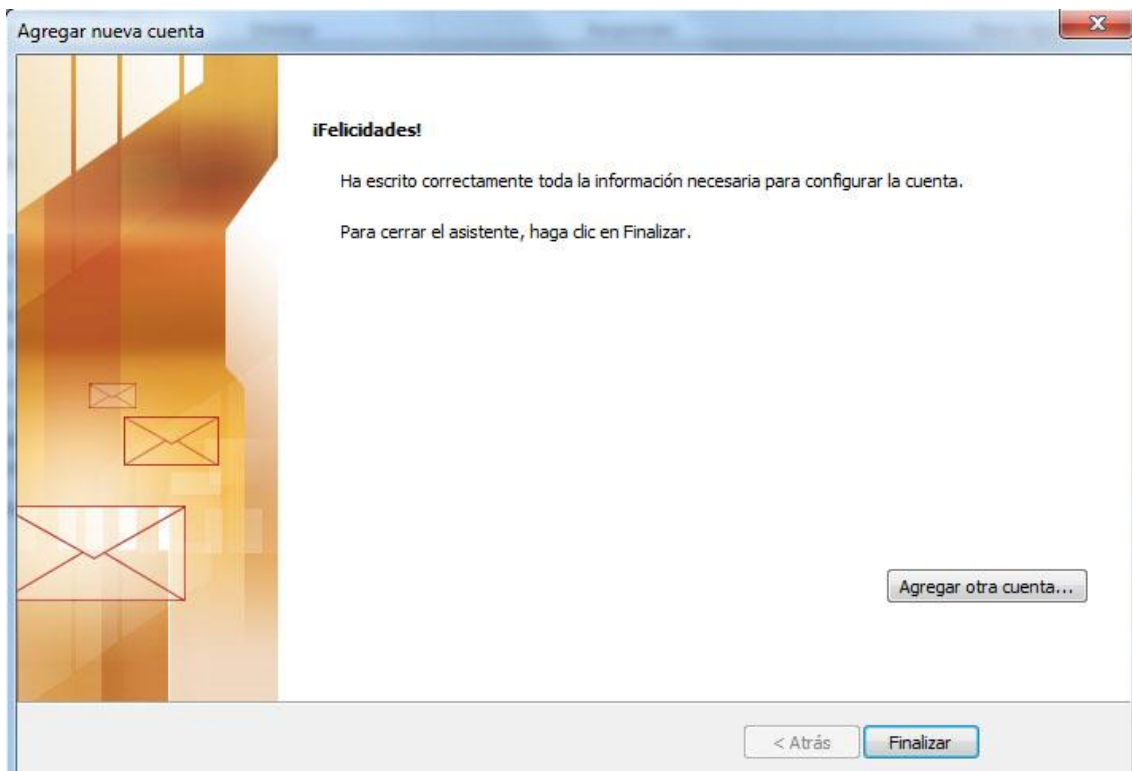 Agregar nueva cuenta
¡Felicidades!
Ha escrito correctamente toda la información necesaria para configurar la cuenta.
Para cerrar el asistente, haga clic en Finalizar.
Agregar otra cuenta...
< Atrás
Finalizar